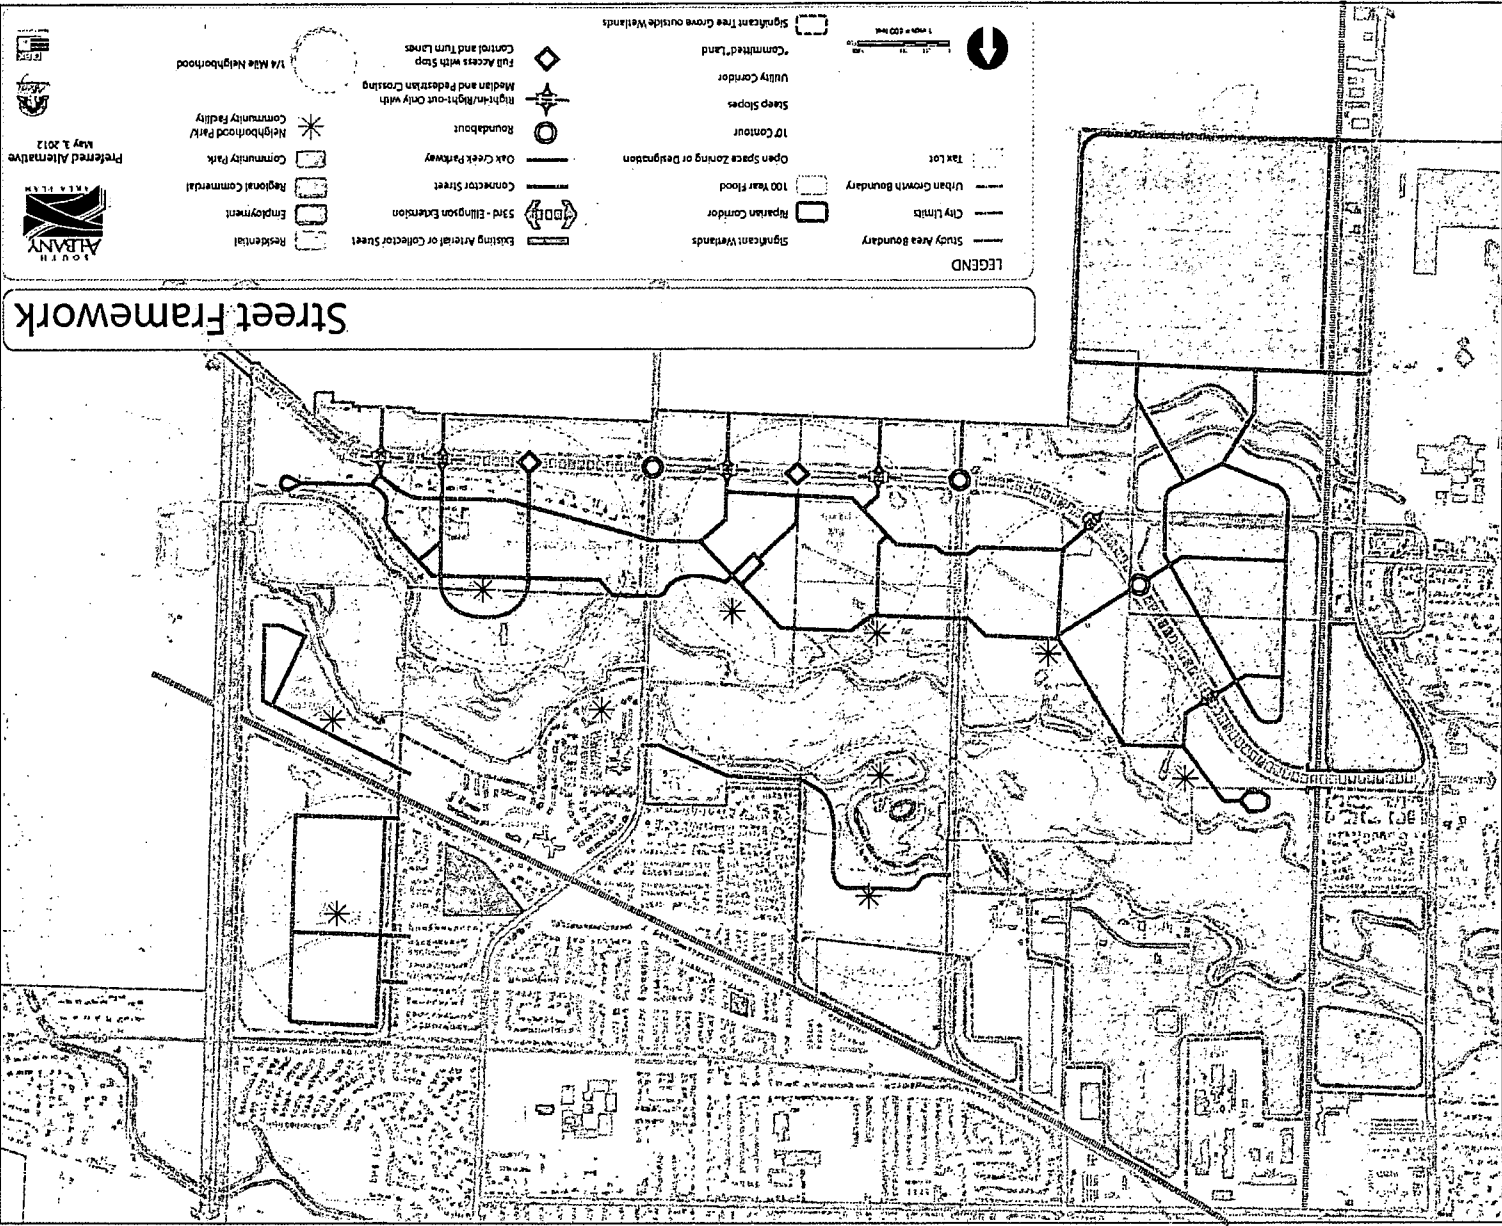 Street Framework
LEGEND
Study Area Boundary
City Limits
Urban Growth Boundary
Tax Lot
Significant Wetlands
Riparian Corridor
100 Year Flood
Open Space Zoning or Designation
10' Contour
Steep Slopes
Utility Corridor
"Committed" Land
Significant Tree Grove outside Wetlands
Existing Arterial or Collector Street
53rd - Ellingson Extension
Connector Street
Oak Creek Parkway
Roundabout
Right-in/Right-out Only with
Median and Pedestrian Crossing
Full Access with Stop
Control and Turn Lanes
Residential
Employment
Regional Commercial
Community Park
Neighborhood Park/
Community Facility
1/4 Mile Neighborhood
SOUTH
ALBANY
AREA PLAN
Preferred Alternative
May 3, 2012